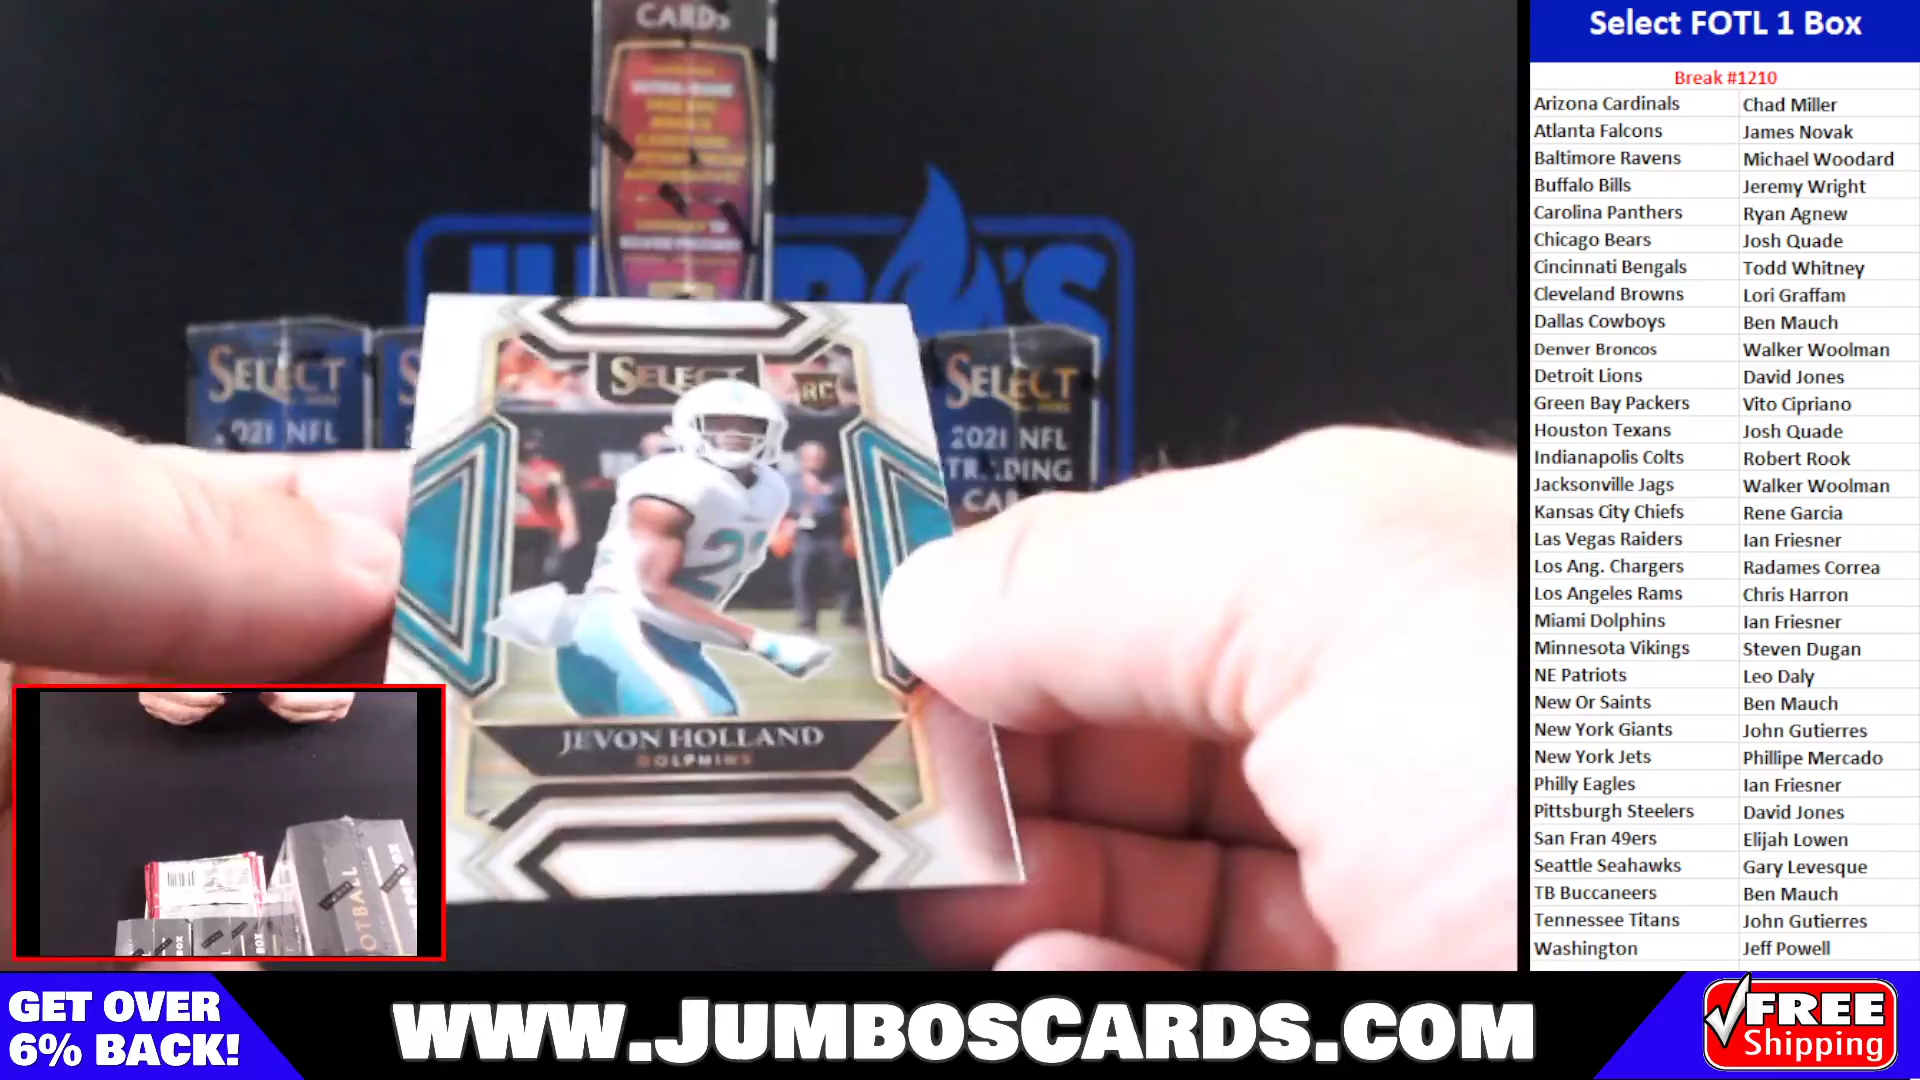 CARDS
JUMBO'S
SELECT
2021 NFL
SELECT
2021 NFL
TRADING
SELECT
RC
JEVON HOLLAND
DOLPHINS
FOOTBALL
BOX
BOX
Select FOTL 1 Box
Break #1210
Arizona Cardinals Chad Miller
Atlanta Falcons James Novak
Baltimore Ravens Michael Woodard
Buffalo Bills Jeremy Wright
Carolina Panthers Ryan Agnew
Chicago Bears Josh Quade
Cincinnati Bengals Todd Whitney
Cleveland Browns Lori Graffam
Dallas Cowboys Ben Mauch
Denver Broncos Walker Woolman
Detroit Lions David Jones
Green Bay Packers Vito Cipriano
Houston Texans Josh Quade
Indianapolis Colts Robert Rook
Jacksonville Jags Walker Woolman
Kansas City Chiefs Rene Garcia
Las Vegas Raiders Ian Friesner
Los Ang. Chargers Radames Correa
Los Angeles Rams Chris Harron
Miami Dolphins Ian Friesner
Minnesota Vikings Steven Dugan
NE Patriots Leo Daly
New Or Saints Ben Mauch
New York Giants John Gutierres
New York Jets Phillipe Mercado
Philly Eagles Ian Friesner
Pittsburgh Steelers David Jones
San Fran 49ers Elijah Lowen
Seattle Seahawks Gary Levesque
TB Buccaneers Ben Mauch
Tennessee Titans John Gutierres
Washington Jeff Powell
GET OVER
6% BACK!
WWW.JUMBOSCARDS.COM
FREE
Shipping